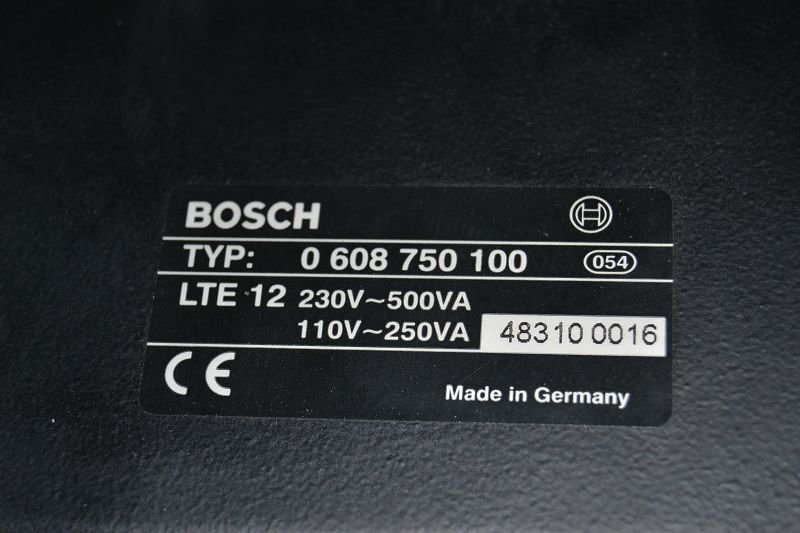 BOSCH
TYP: 0 608 750 100 054
LTE 12 230V~500VA
110V~250VA 48310 0016
CE
Made in Germany